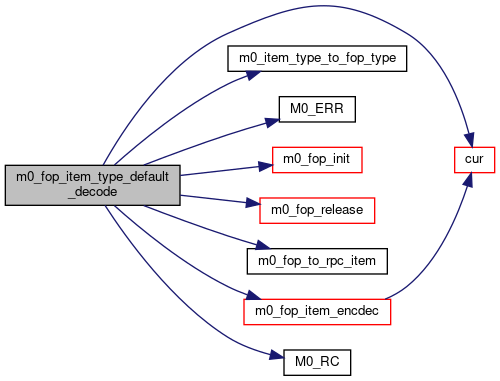 m0_item_type_to_fop_type
M0_ERR
m0_fop_init
cur
m0_fop_item_type_default
_decode
m0_fop_release
m0_fop_to_rpc_item
m0_fop_item_encdec
M0_RC